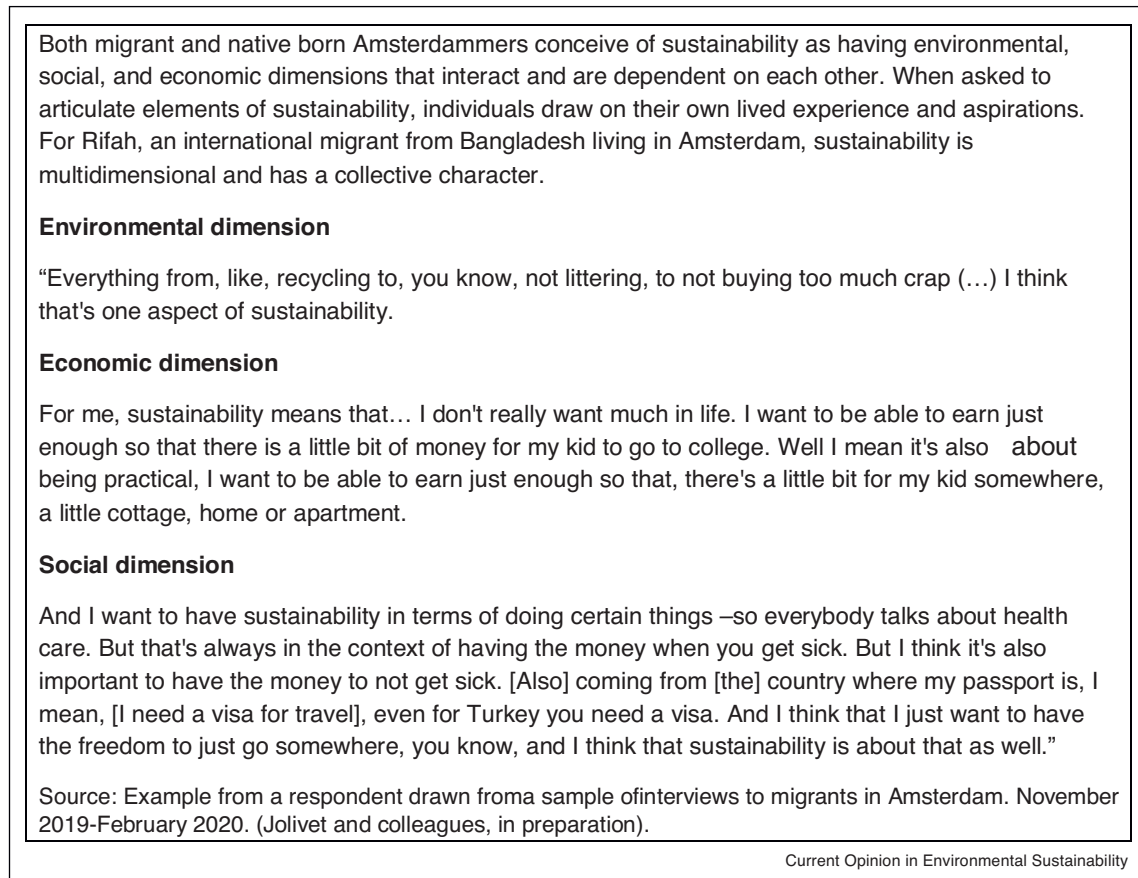 Both migrant and native born Amsterdammers conceive of sustainability as having environmental,
social, and economic dimensions that interact and are dependent on each other. When asked to
articulate elements of sustainability, individuals draw on their own lived experience and aspirations.
For Rifah, an international migrant from Bangladesh living in Amsterdam, sustainability is
multidimensional and has a collective character.
Environmental dimension
“Everything from, like, recycling to, you know, not littering, to not buying too much crap (…) I think
that's one aspect of sustainability.
Economic dimension
For me, sustainability means that… I don't really want much in life. I want to be able to earn just
enough so that there is a little bit of money for my kid to go to college. Well I mean it's also about
being practical, I want to be able to earn just enough so that, there's a little bit for my kid somewhere,
a little cottage, home or apartment.
Social dimension
And I want to have sustainability in terms of doing certain things –so everybody talks about health
care. But that's always in the context of having the money when you get sick. But I think it's also
important to have the money to not get sick. [Also] coming from [the] country where my passport is, I
mean, [I need a visa for travel], even for Turkey you need a visa. And I think that I just want to have
the freedom to just go somewhere, you know, and I think that sustainability is about that as well.”
Source: Example from a respondent drawn froma sample ofinterviews to migrants in Amsterdam. November
2019-February 2020. (Jolivet and colleagues, in preparation).
Current Opinion in Environmental Sustainability